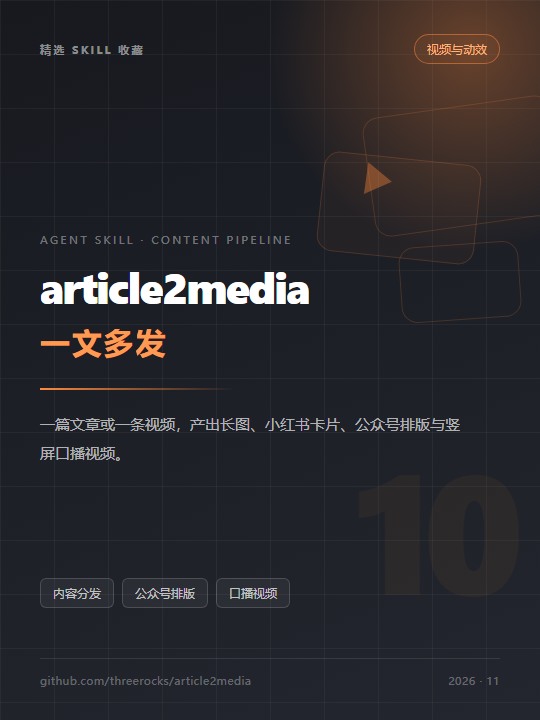 精选 SKILL 收藏
视频与动效
AGENT SKILL · CONTENT PIPELINE
article2media
一文多发
一篇文章或一条视频，产出长图、小红书卡片、公众号排版与竖
屏口播视频。
10
内容分发
公众号排版
口播视频
github.com/threerocks/article2media
2026 · 11